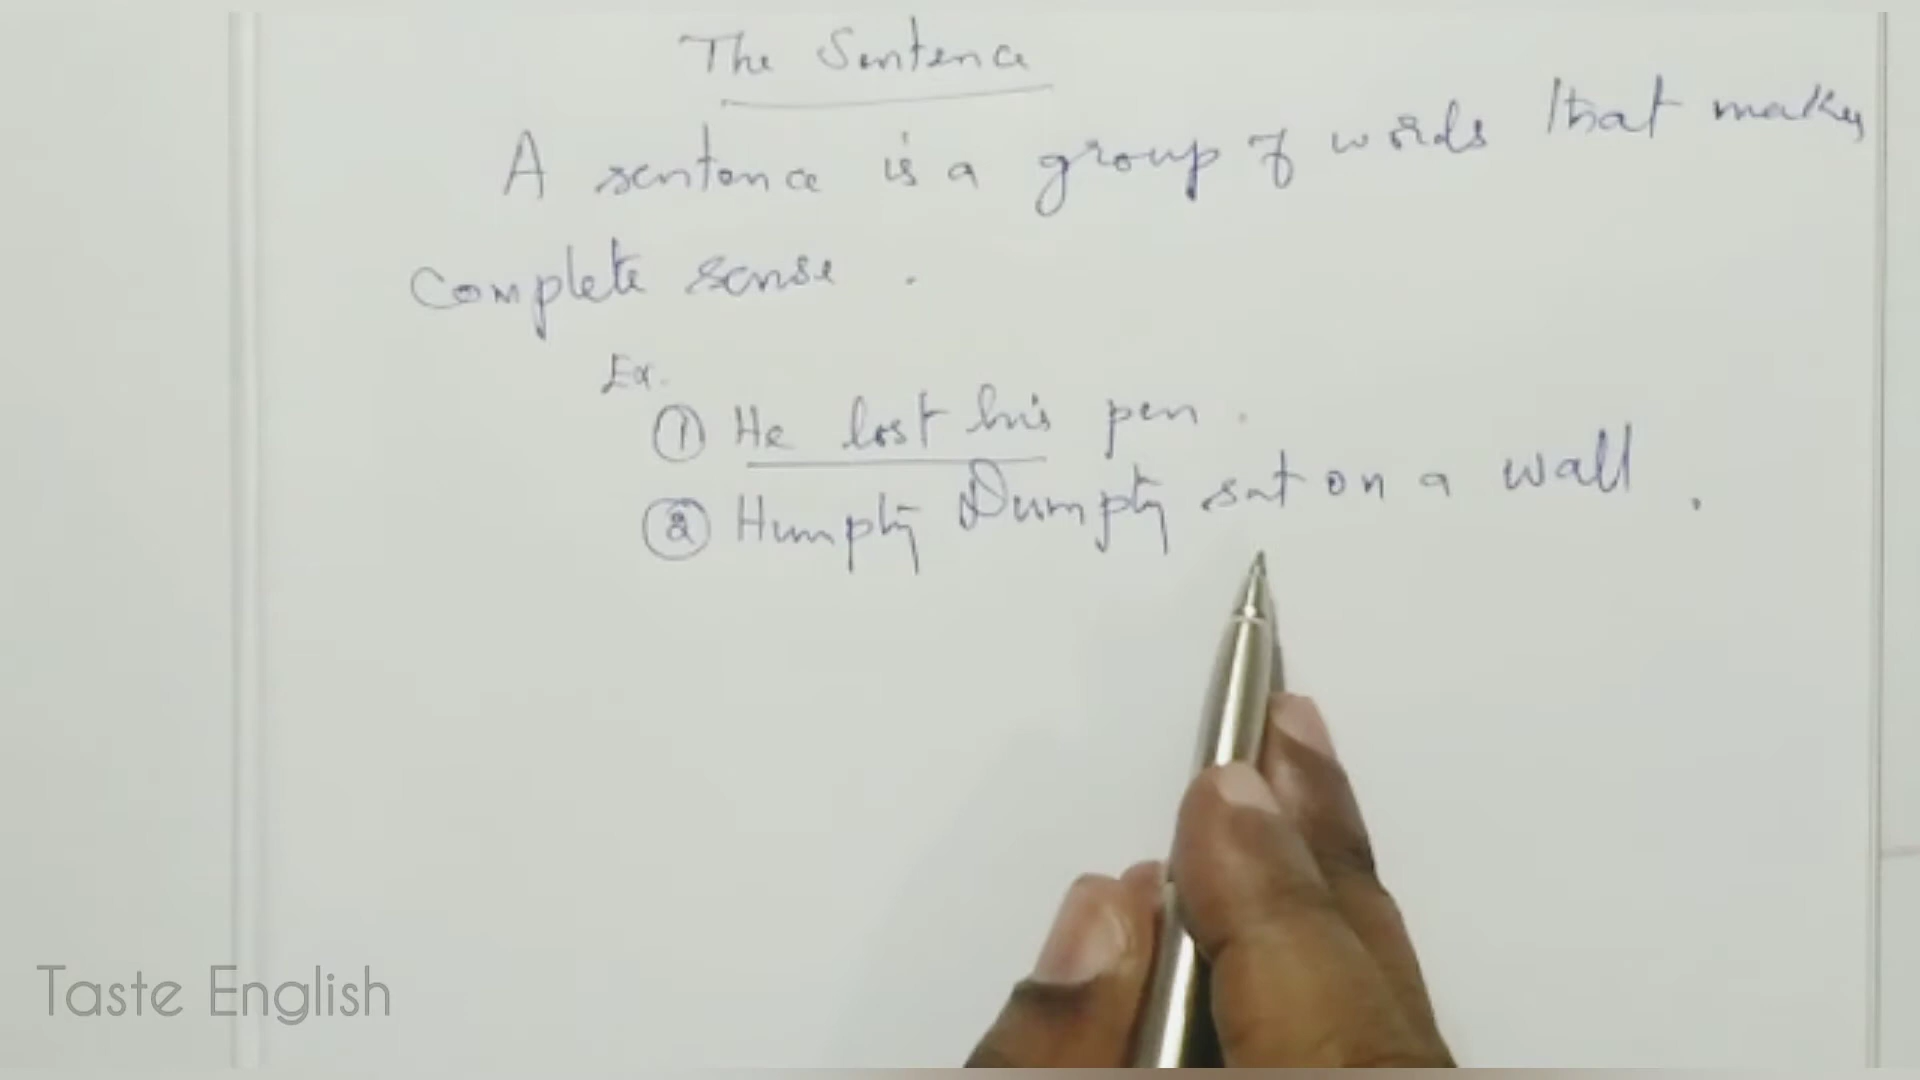 The Sentence
A sentence is a group of words that makes
complete sense .
Ex.
① He lost his pen .
② Humpty Dumpty sat on a wall .
Taste English